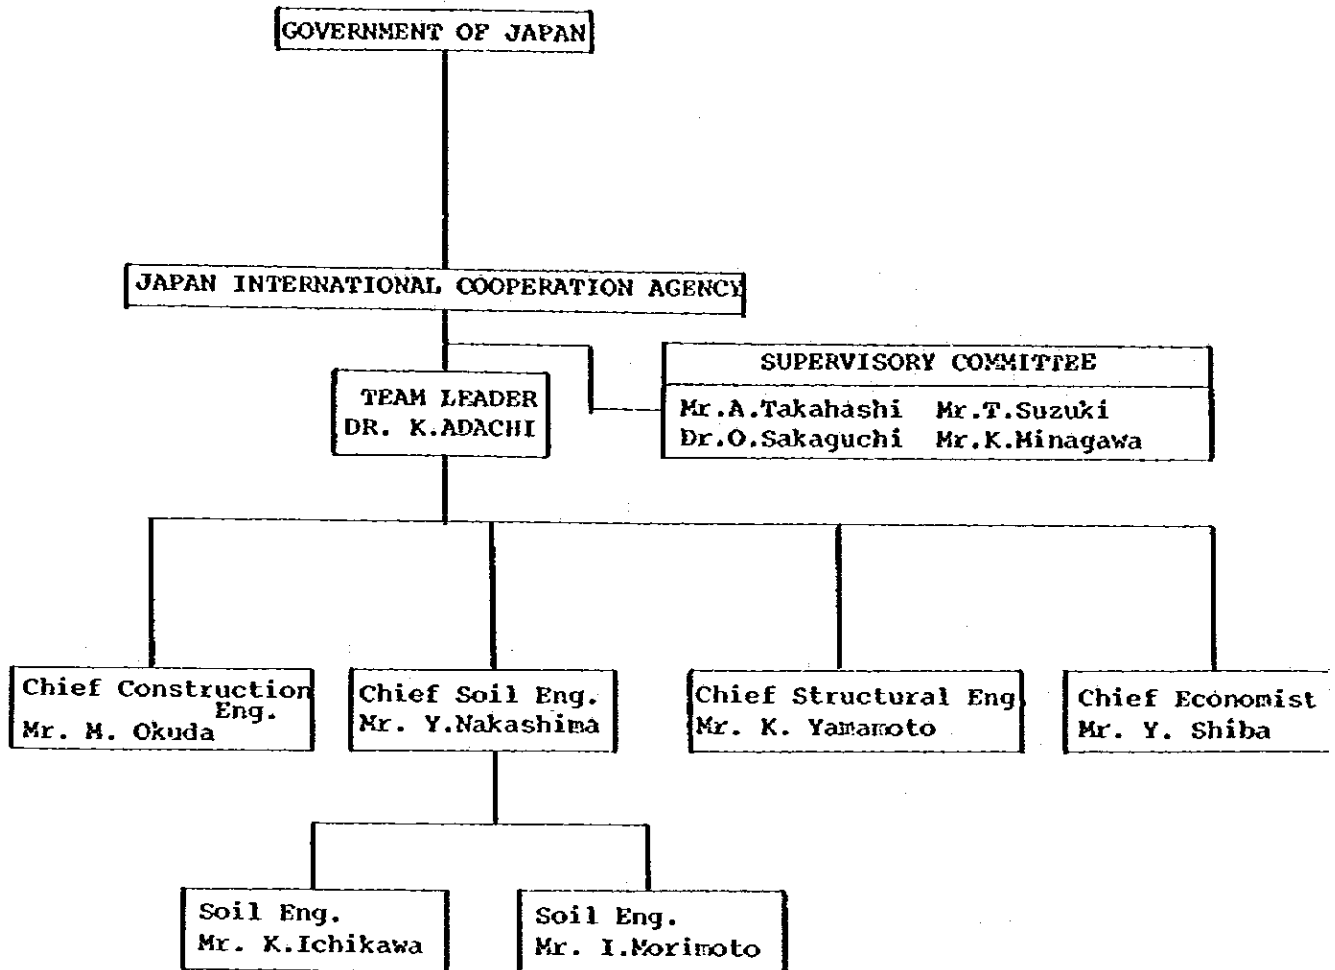 GOVERNMENT OF JAPAN
JAPAN INTERNATIONAL COOPERATION AGENCY
TEAM LEADER
DR. K.ADACHI
SUPERVISORY COMMITTEE
Mr.A.Takahashi Mr.T.Suzuki
Dr.O.Sakaguchi Mr.K.Minagawa
Chief Construction
Eng.
Mr. M. Okuda
Chief Soil Eng.
Mr. Y.Nakashima
Chief Structural Eng.
Mr. K. Yamamoto
Chief Economist
Mr. Y. Shiba
Soil Eng.
Mr. K.Ichikawa
Soil Eng.
Mr. I.Morimoto